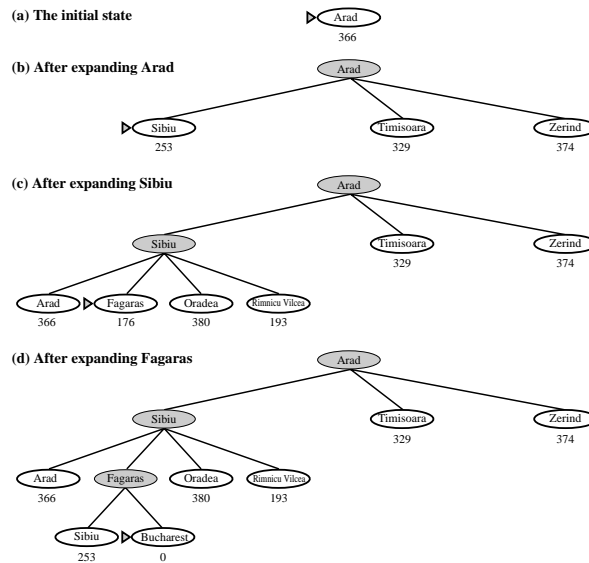 (a) The initial state
Arad
366
(b) After expanding Arad
Arad
Sibiu Timisoara Zerind
253 329 374
(c) After expanding Sibiu
Arad
Sibiu Timisoara Zerind
329 374
Arad Fagaras Oradea Rimnicu Vilcea
366 176 380 193
(d) After expanding Fagaras
Arad
Sibiu Timisoara Zerind
329 374
Arad Fagaras Oradea Rimnicu Vilcea
366 380 193
Sibiu Bucharest
253 0